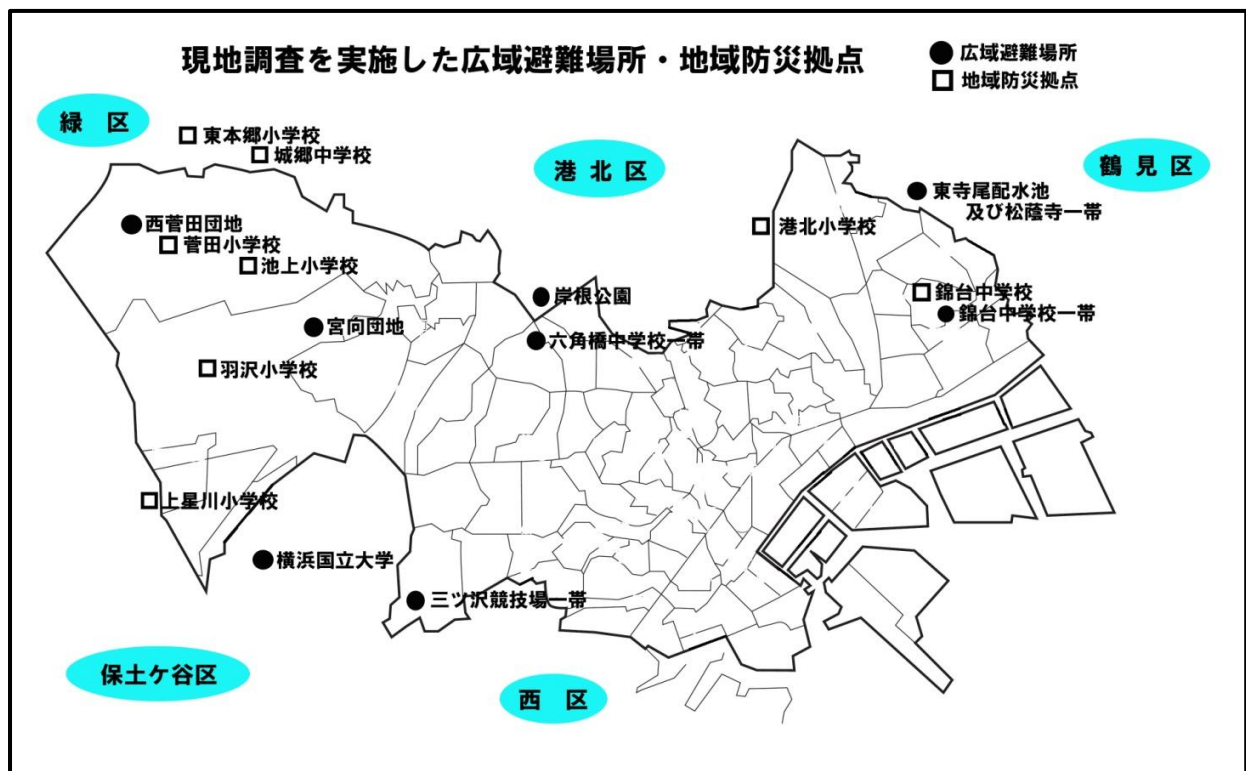 現地調査を実施した広域避難場所・地域防災拠点
●広域避難場所
□地域防災拠点
緑 区
□ 東本郷小学校
□ 城郷中学校
港 北 区
鶴 見 区
●東寺尾配水池
及び松蔭寺一帯
●西菅田団地
□ 菅田小学校
□ 池上小学校
□ 港北小学校
●岸根公園
□錦台中学校
●錦台中学校一帯
●宮向団地
●六角橋中学校一帯
□羽沢小学校
□上星川小学校
●横浜国立大学
●三ツ沢競技場一帯
保土ケ谷区
西 区